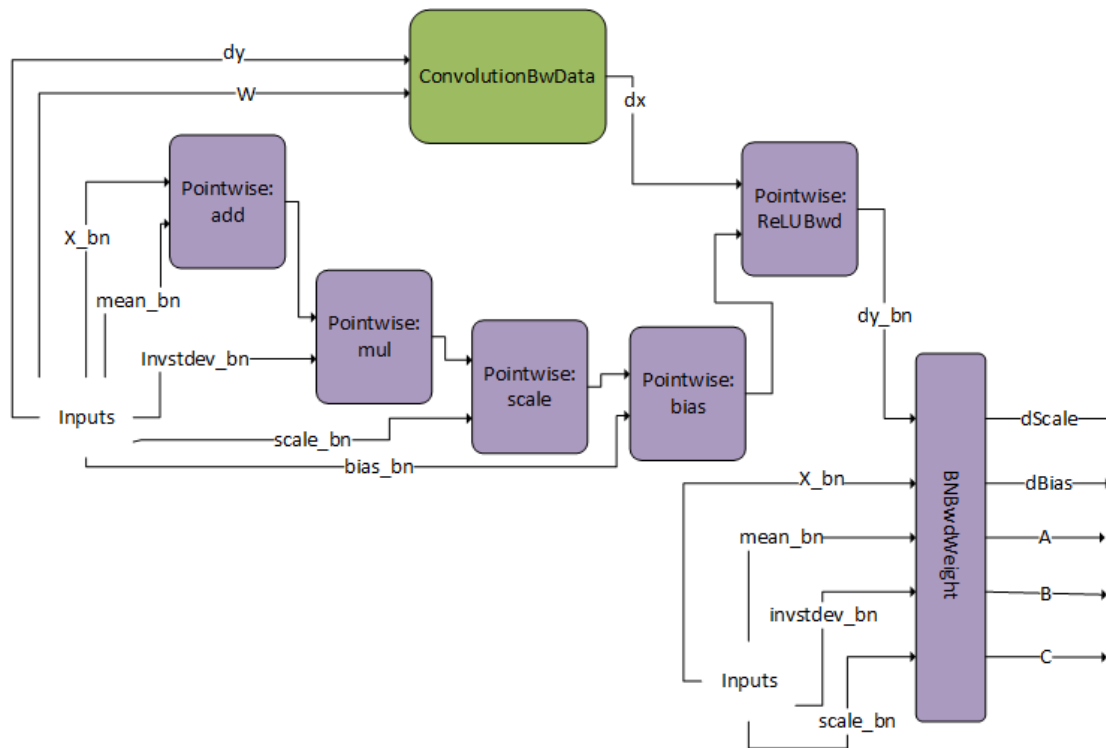 dy
ConvolutionBwData
W
dx
Pointwise:
add
Pointwise:
ReLUBwd
X_bn
mean_bn
Pointwise:
mul
dy_bn
Invstdev_bn
Pointwise:
scale
Pointwise:
bias
Inputs
scale_bn
bias_bn
dScale
X_bn
dBias
BNBwdWeight
mean_bn
A
invstdev_bn
B
C
Inputs
scale_bn